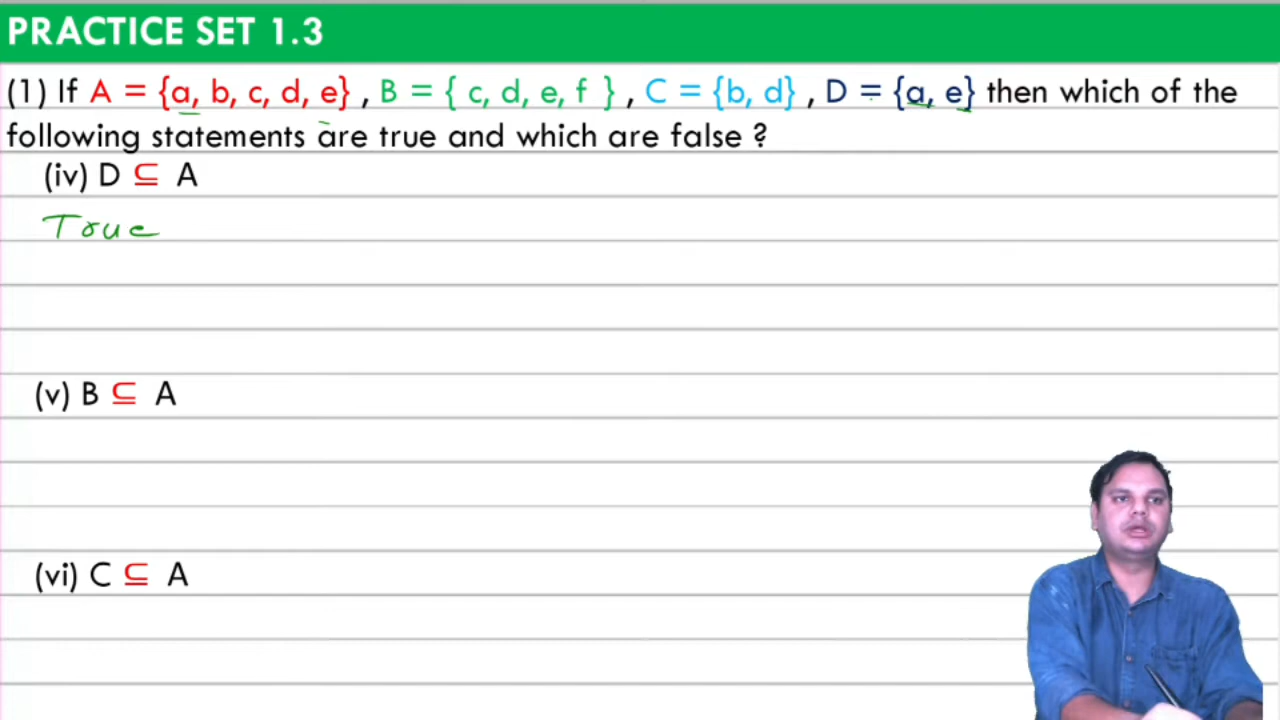 PRACTICE SET 1.3
(1) If A = {a, b, c, d, e} , B = { c, d, e, f } , C = {b, d} , D = {a, e} then which of the
following statements are true and which are false ?
(iv) D ⊆ A
True
(v) B ⊆ A
(vi) C ⊆ A